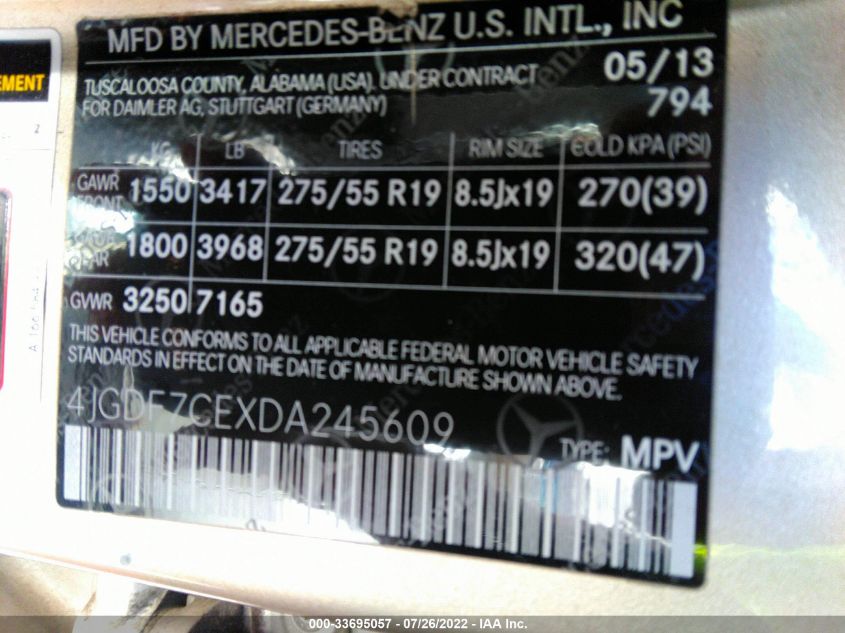 MFD BY MERCEDES-BENZ U.S. INTL., INC
TUSCALOOSA COUNTY, ALABAMA (USA). UNDER CONTRACT 05/13
FOR DAIMLER AG, STUTTGART (GERMANY) 794
KG LB TIRES RIM SIZE COLD KPA (PSI)
GAWR FRONT 1550 3417 275/55 R19 8.5Jx19 270(39)
REAR 1800 3968 275/55 R19 8.5Jx19 320(47)
GVWR 3250 7165
THIS VEHICLE CONFORMS TO ALL APPLICABLE FEDERAL MOTOR VEHICLE SAFETY
STANDARDS IN EFFECT ON THE DATE OF MANUFACTURE SHOWN ABOVE.
4JGDF7CEXDA245609
TYPE: MPV
000-33695057 - 07/26/2022 - IAA Inc.